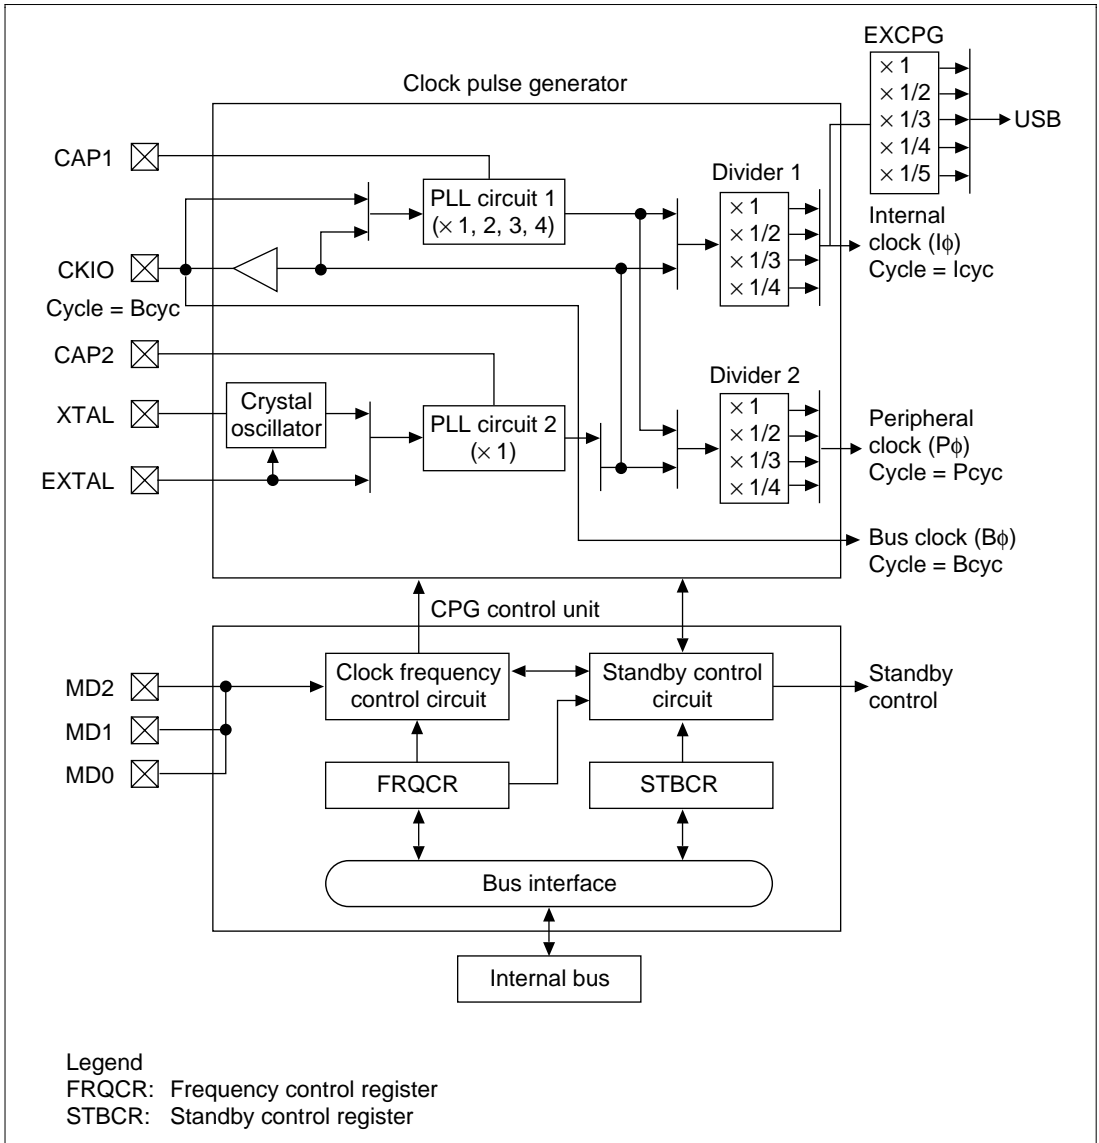 EXCPG
× 1
× 1/2
× 1/3
× 1/4
× 1/5
USB
Clock pulse generator
CAP1
PLL circuit 1
(× 1, 2, 3, 4)
Divider 1
× 1
× 1/2
× 1/3
× 1/4
Internal
clock (Iϕ)
Cycle = Icyc
CKIO
Cycle = Bcyc
CAP2
XTAL
Crystal
oscillator
EXTAL
PLL circuit 2
(× 1)
Divider 2
× 1
× 1/2
× 1/3
× 1/4
Peripheral
clock (Pϕ)
Cycle = Pcyc
Bus clock (Bϕ)
Cycle = Bcyc
CPG control unit
MD2
MD1
MD0
Clock frequency
control circuit
Standby control
circuit
Standby
control
FRQCR
STBCR
Bus interface
Internal bus
Legend
FRQCR: Frequency control register
STBCR: Standby control register